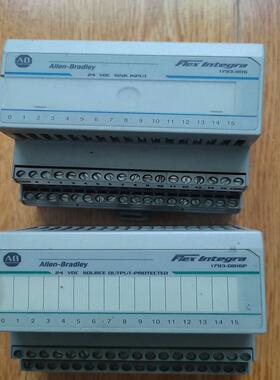 AB
Allen-Bradley
Flex Integra
24 VDC SINK INPUT
1793-IB16
0 1 2 3 4 5 6 7 8 9 10 11 12 13 14 15
AB
Allen-Bradley
Flex Integra
24 VDC SOURCE OUTPUT-PROTECTED
1793-OB16P
0 1 2 3 4 5 6 7 8 9 10 11 12 13 14 15